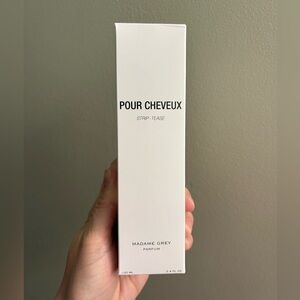 POUR CHEVEUX
STRIP-TEASE
MADAME GREY
PARFUM